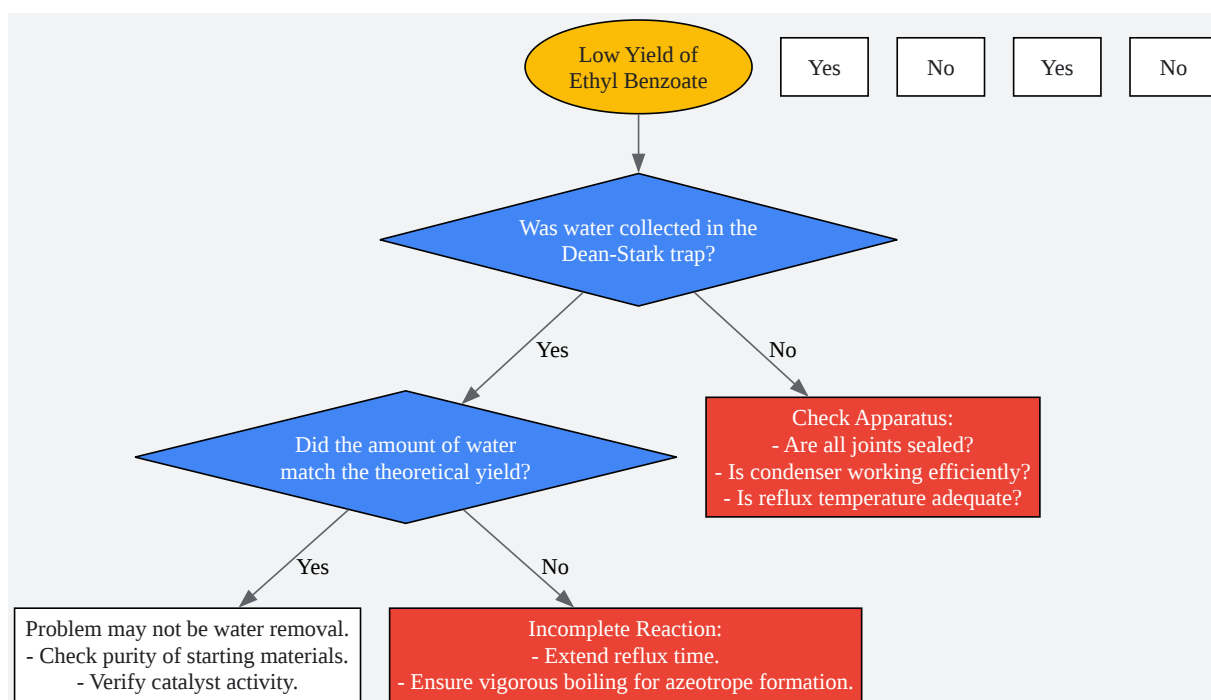 Low Yield of
Ethyl Benzoate
Yes
No
Yes
No
Was water collected in the
Dean-Stark trap?
Yes
No
Did the amount of water
match the theoretical yield?
Check Apparatus:
- Are all joints sealed?
- Is condenser working efficiently?
- Is reflux temperature adequate?
Yes
No
Problem may not be water removal.
- Check purity of starting materials.
- Verify catalyst activity.
Incomplete Reaction:
- Extend reflux time.
- Ensure vigorous boiling for azeotrope formation.